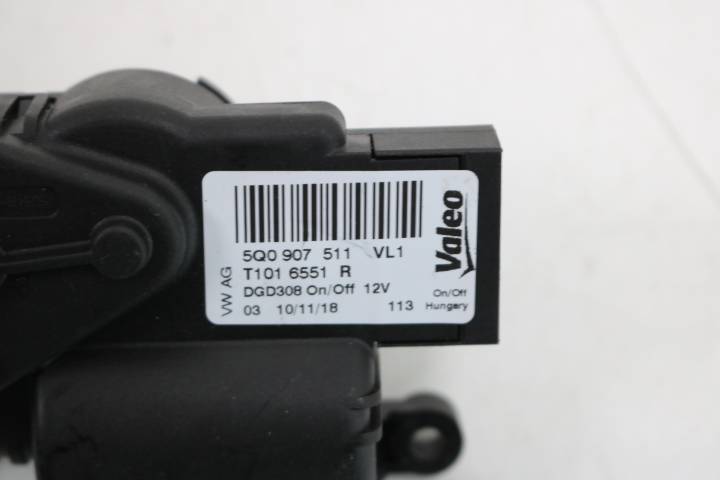 5Q0 907 511 VL1
T101 6551 R
DGD308 On/Off 12V
03 10/11/18 113
VW AG
Valeo
On/Off
Hungary